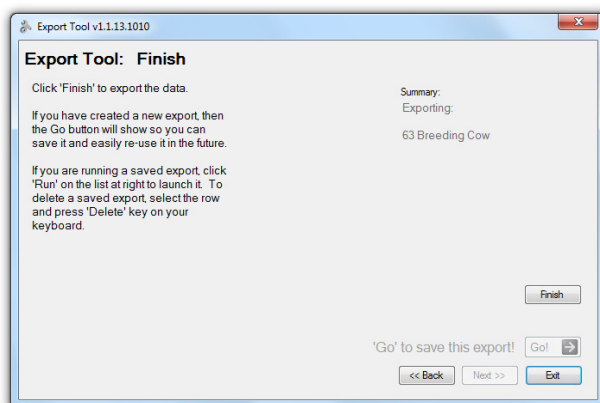 Export Tool v1.1.13.1010
Export Tool:  Finish
Click 'Finish' to export the data.
If you have created a new export, then
the Go button will show so you can
save it and easily re-use it in the future.
If you are running a saved export, click
'Run' on the list at right to launch it.  To
delete a saved export, select the row
and press 'Delete' key on your
keyboard.
Summary:
Exporting:
63 Breeding Cow
Finish
'Go' to save this export!
Go!
<< Back
Next >>
Exit